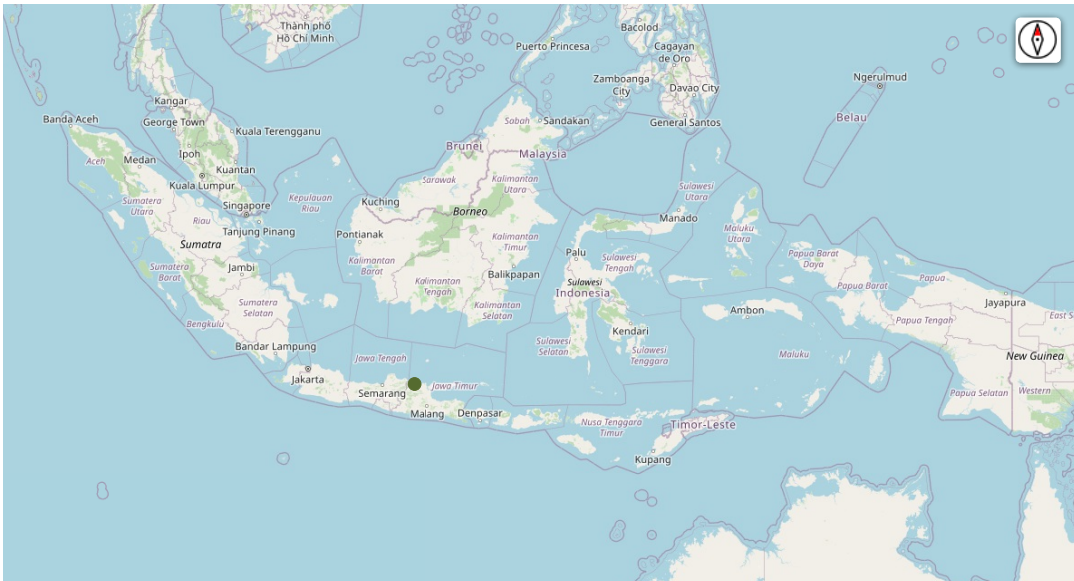 Thành phố
Hồ Chí Minh
Bacolod
Puerto Princesa
Cagayan
de Oro
Zamboanga
City
Davao City
Ngerulmud
Kangar
Banda Aceh
George Town
Kuala Terengganu
General Santos
Belau
Sabah
Sandakan
Brunei
Malaysia
Ipoh
Aceh
Medan
Kuantan
Kuala Lumpur
Sarawak
Kalimantan
Utara
Sulawesi
Utara
Sumatera
Utara
Kepulauan
Riau
Kuching
Singapore
Riau
Borneo
Manado
Tanjung Pinang
Pontianak
Maluku
Utara
Sumatra
Kalimantan
Timur
Palu
Papua Barat
Daya
Kalimantan
Barat
Sumatera
Barat
Jambi
Sulawesi
Tengah
Balikpapan
Kalimantan
Tengah
Sulawesi
Indonesia
Papua
Papua Barat
Sumatera
Selatan
Kalimantan
Selatan
Jayapura
Ambon
Bengkulu
Kendari
Papua Tengah
East S
Bandar Lampung
Sulawesi
Selatan
Sulawesi
Tenggara
Jawa Tengah
Maluku
New Guinea
Jakarta
Semarang
Jawa Timur
Papua Selatan
Western
Malang
Denpasar
Nusa Tenggara
Timur
Timor-Leste
Kupang